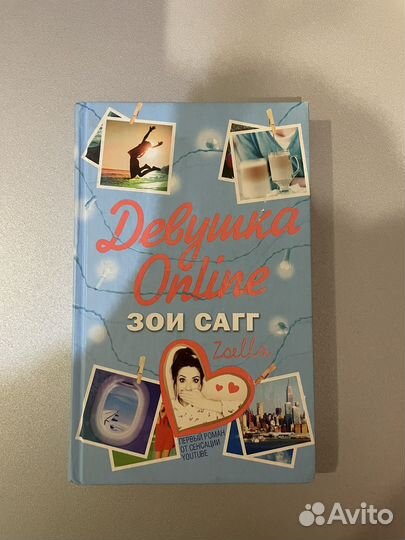 Девушка
Online
ЗОИ САГГ
Zoella
ПЕРВЫЙ РОМАН
ОТ СЕНСАЦИИ
YOUTUBE
Avito